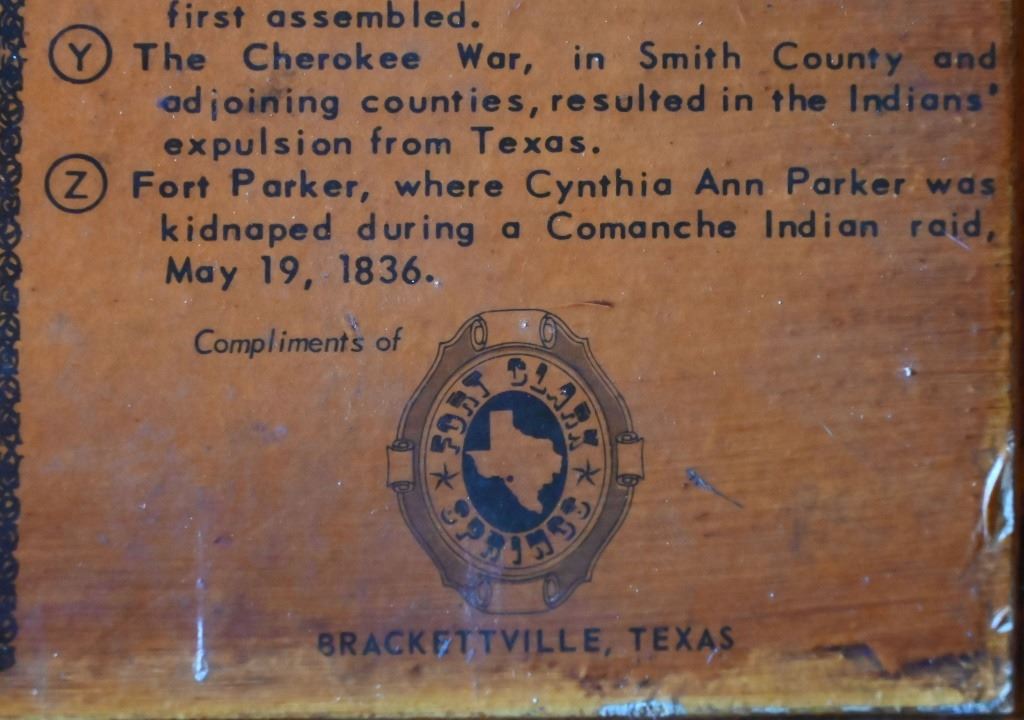 first assembled.
Y The Cherokee War, in Smith County and
adjoining counties, resulted in the Indians'
expulsion from Texas.
Z Fort Parker, where Cynthia Ann Parker was
kidnaped during a Comanche Indian raid,
May 19, 1836.
Compliments of
FORT CLARK
SPRINGS
BRACKETTVILLE, TEXAS